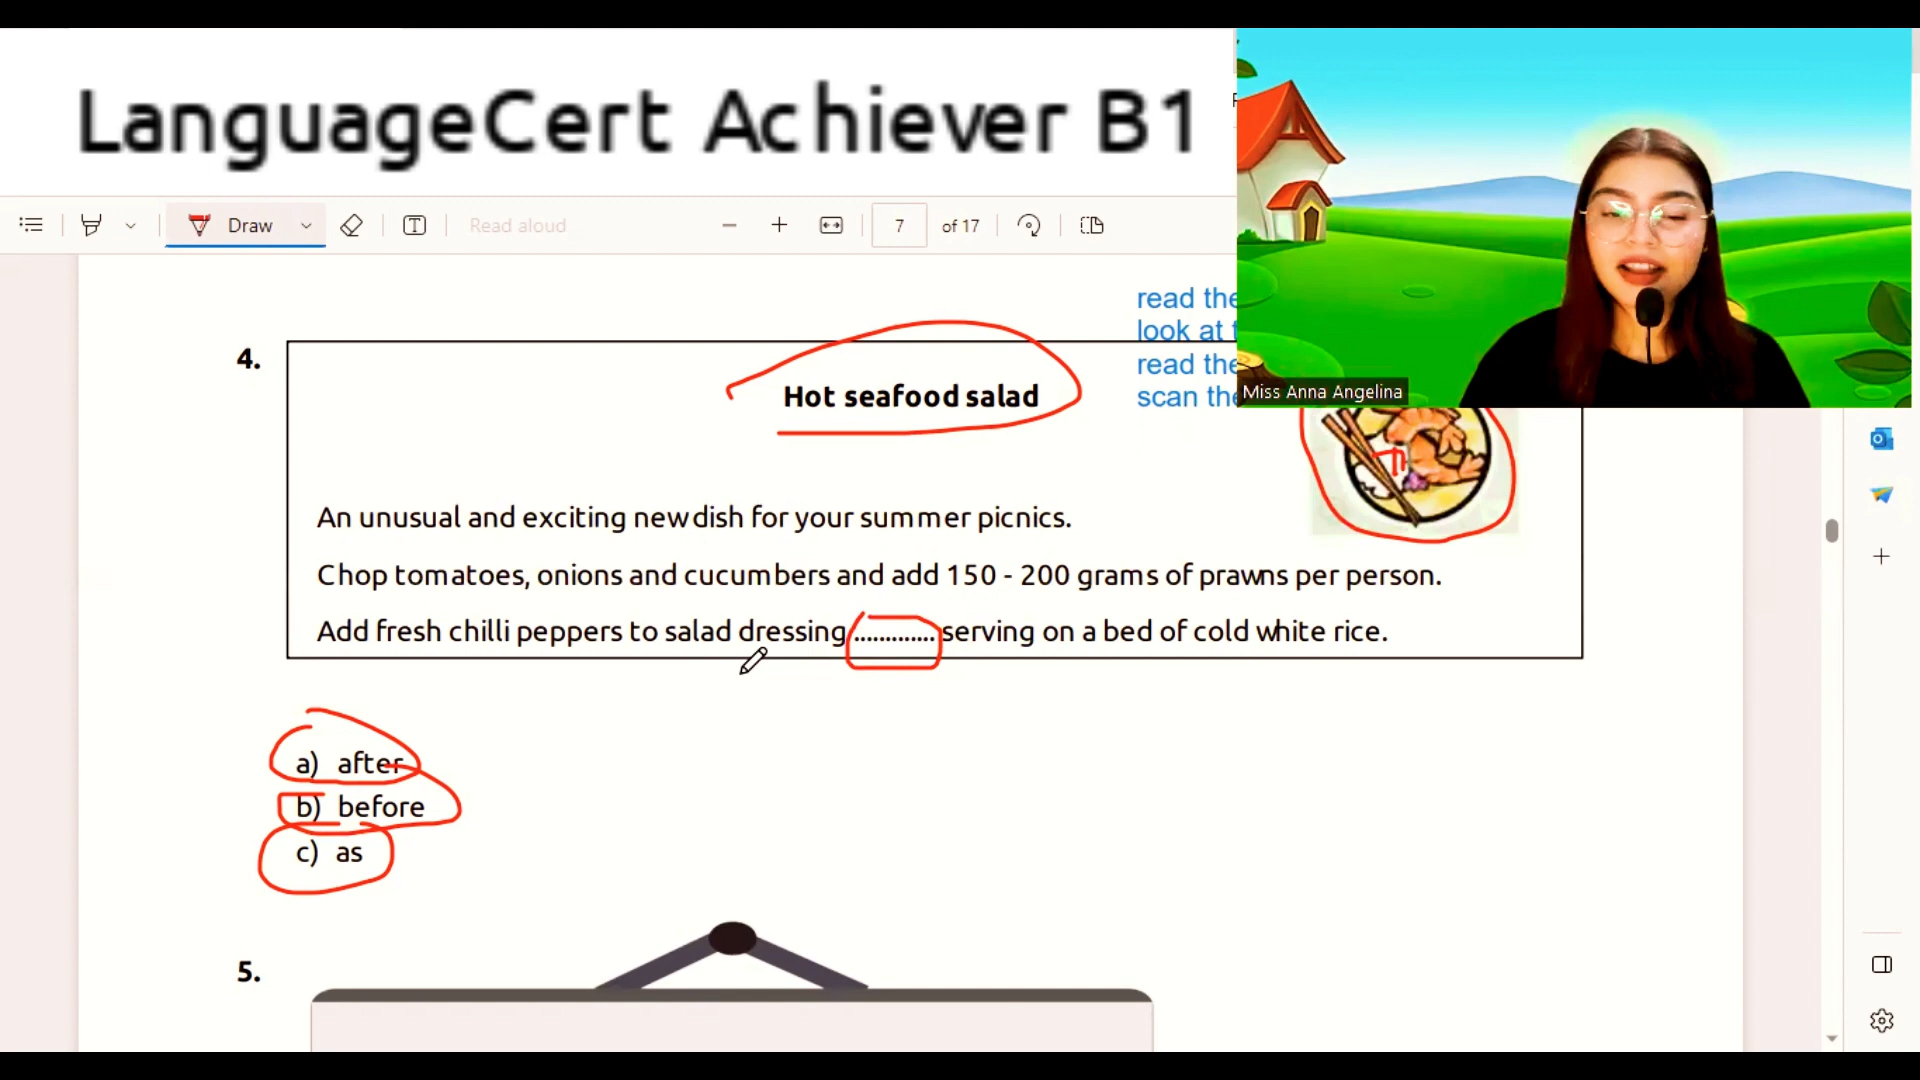 LanguageCert Achiever B1
Draw
Read aloud
7 of 17
read the
look at
read the
scan the
Miss Anna Angelina
4.
Hot seafood salad
An unusual and exciting new dish for your summer picnics.
Chop tomatoes, onions and cucumbers and add 150 - 200 grams of prawns per person.
Add fresh chilli peppers to salad dressing ............. serving on a bed of cold white rice.
a) after
b) before
c) as
5.